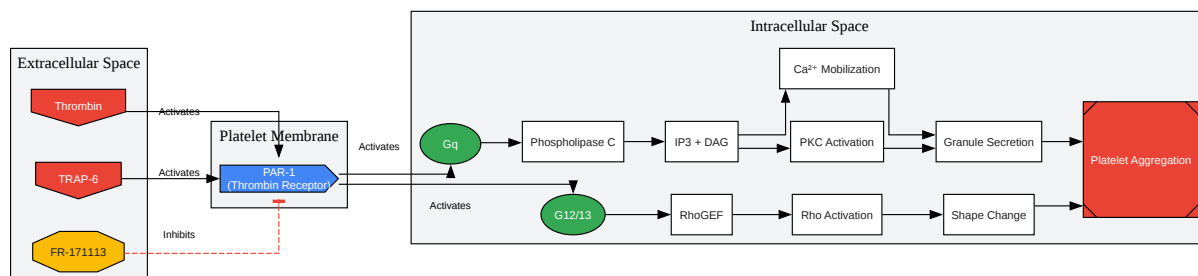 Extracellular Space
Thrombin
TRAP-6
FR-171113
Activates
Activates
Inhibits
Platelet Membrane
PAR-1
(Thrombin Receptor)
Activates
Activates
Intracellular Space
Gq
Phospholipase C
IP3 + DAG
Ca²⁺ Mobilization
PKC Activation
Granule Secretion
G12/13
RhoGEF
Rho Activation
Shape Change
Platelet Aggregation